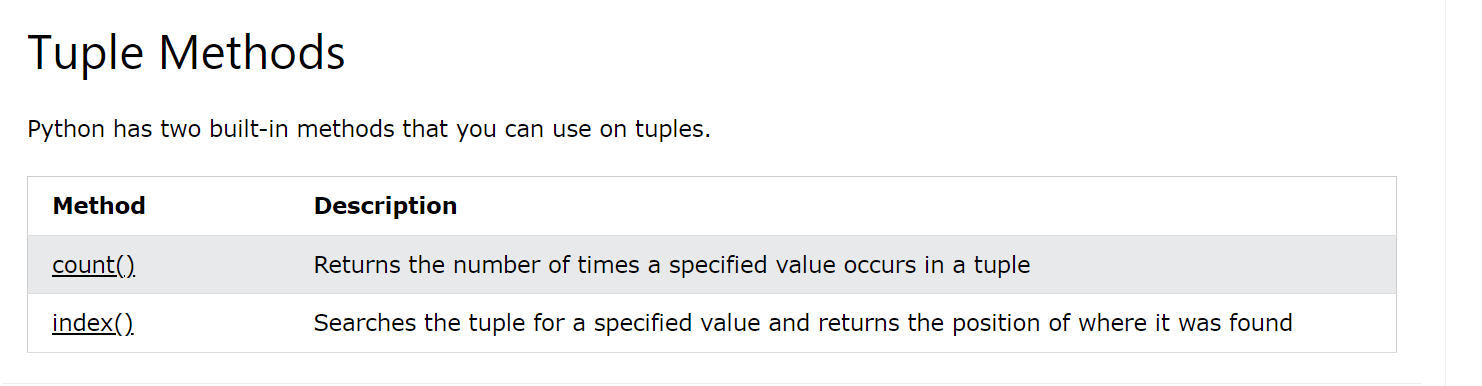 Tuple Methods
Python has two built-in methods that you can use on tuples.
Method Description
count() Returns the number of times a specified value occurs in a tuple
index() Searches the tuple for a specified value and returns the position of where it was found